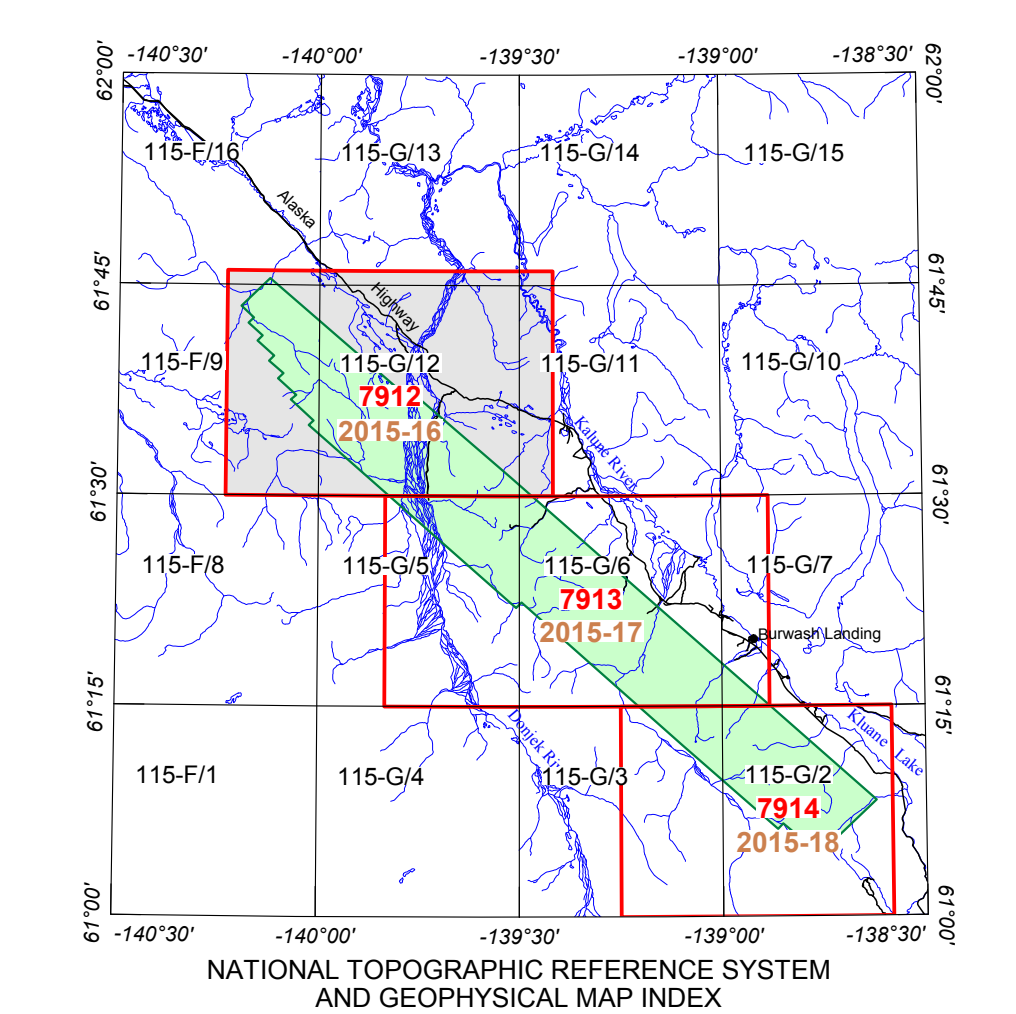 -140°30'
-140°00'
-139°30'
-139°00'
-138°30'
62°00'
62°00'
115-F/16
115-G/13
115-G/14
115-G/15
Alaska
61°45'
61°45'
Highway
115-F/9
115-G/12
115-G/11
115-G/10
7912
2015-16
Kalune River
61°30'
61°30'
115-F/8
115-G/5
115-G/6
115-G/7
7913
2015-17
Burwash Landing
61°15'
61°15'
Donjek River
Kluane Lake
115-F/1
115-G/4
115-G/3
115-G/2
7914
2015-18
61°00'
61°00'
-140°30'
-140°00'
-139°30'
-139°00'
-138°30'
NATIONAL TOPOGRAPHIC REFERENCE SYSTEM
AND GEOPHYSICAL MAP INDEX